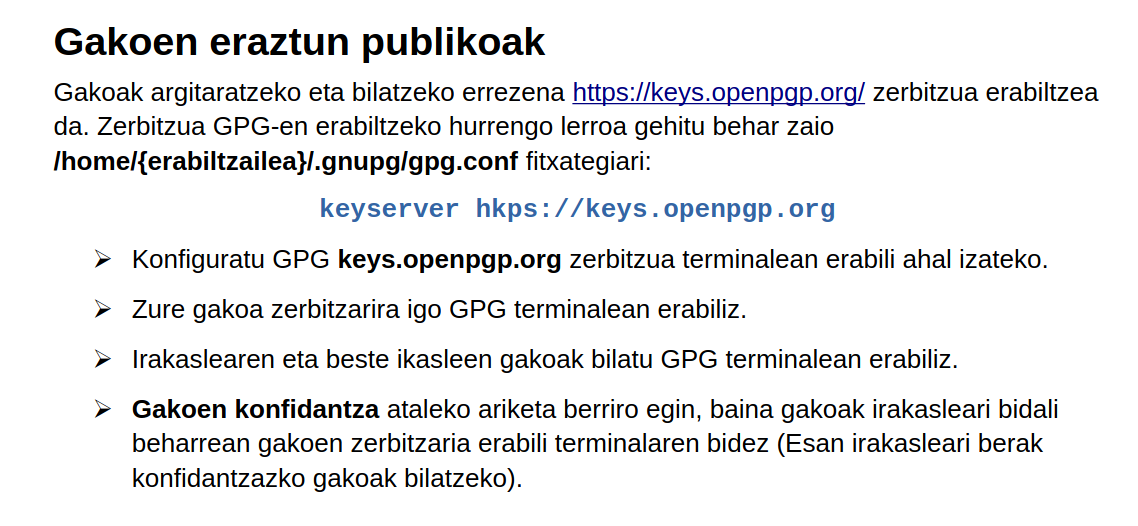 Gakoen eraztun publikoak
Gakoak argitaratzeko eta bilatzeko errezena https://keys.openpgp.org/ zerbitzua erabiltzea
da. Zerbitzua GPG-en erabiltzeko hurrengo lerroa gehitu behar zaio
/home/{erabiltzailea}/.gnupg/gpg.conf fitxategiari:
keyserver hkps://keys.openpgp.org
➢ Konfiguratu GPG keys.openpgp.org zerbitzua terminalean erabili ahal izateko.
➢ Zure gakoa zerbitzarira igo GPG terminalean erabiliz.
➢ Irakaslearen eta beste ikasleen gakoak bilatu GPG terminalean erabiliz.
➢ Gakoen konfidantza ataleko ariketa berriro egin, baina gakoak irakasleari bidali
beharrean gakoen zerbitzaria erabili terminalaren bidez (Esan irakasleari berak
konfidantzazko gakoak bilatzeko).